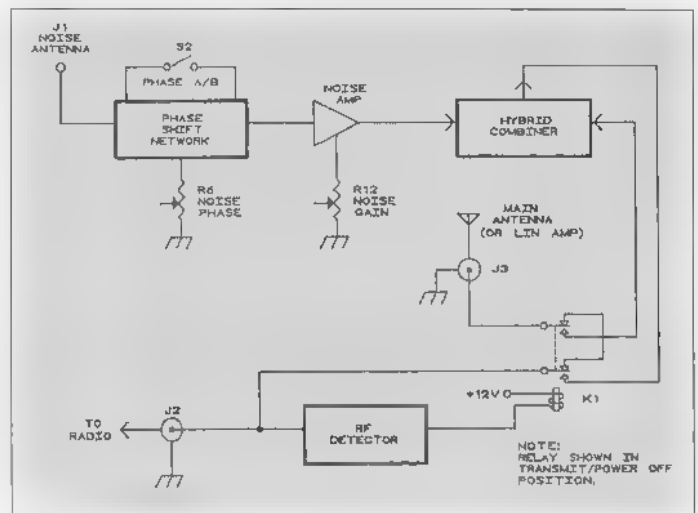 J1
NOISE
ANTENNA
S2
PHASE A/B
PHASE
SHIFT
NETWORK
NOISE
AMP
HYBRID
COMBINER
R6
NOISE
PHASE
R12
NOISE
GAIN
MAIN
ANTENNA
(OR LIN AMP)
J3
+12V
K1
TO
RADIO
J2
RF
DETECTOR
NOTE:
RELAY SHOWN IN
TRANSMIT/POWER OFF
POSITION.